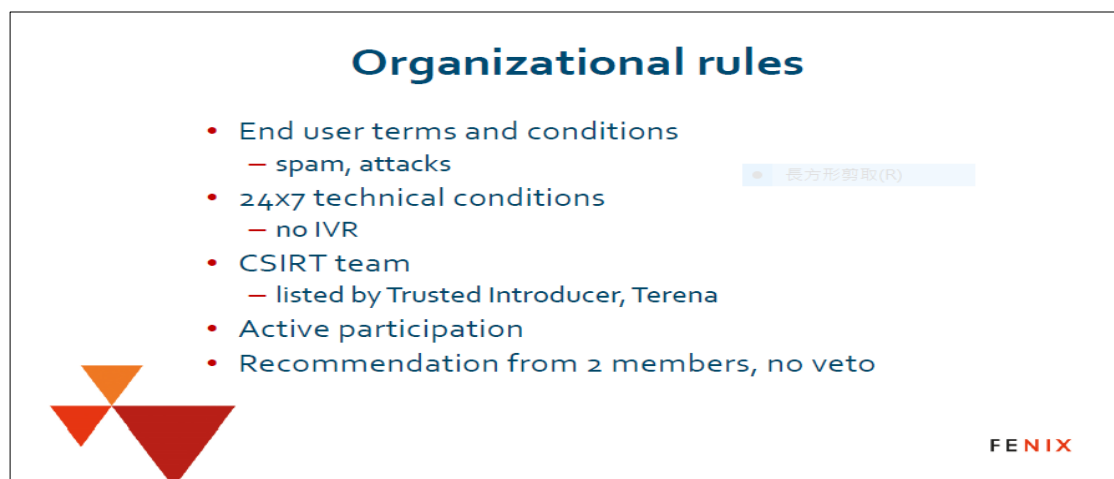 Organizational rules
• End user terms and conditions
– spam, attacks
● 長方形剪取(R)
• 24x7 technical conditions
– no IVR
• CSIRT team
– listed by Trusted Introducer, Terena
• Active participation
• Recommendation from 2 members, no veto
FENIX